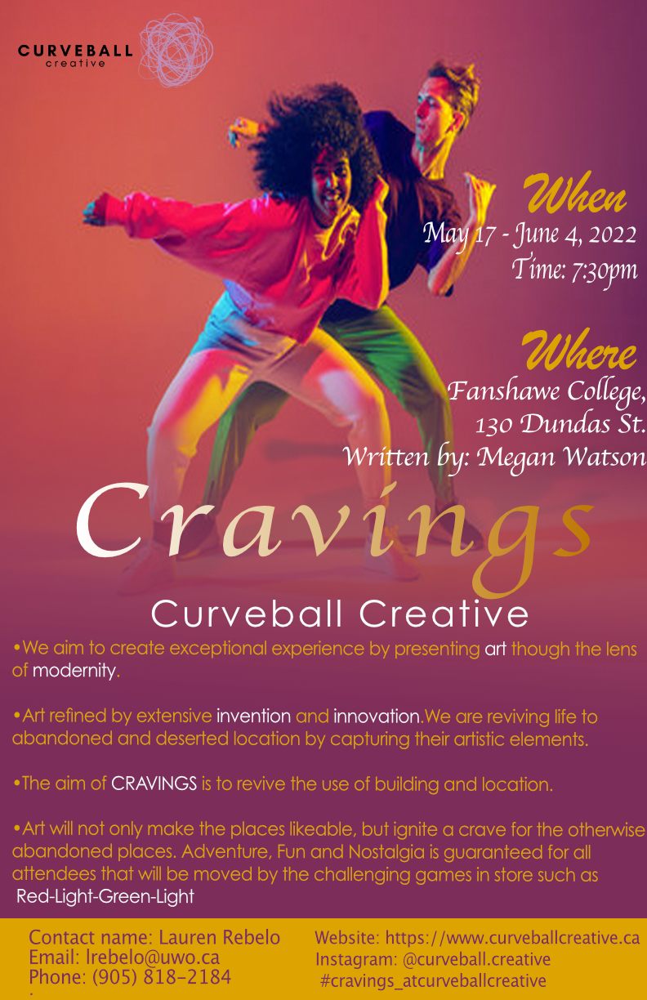 CURVEBALL
creative
When
May 17 - June 4, 2022
Time: 7:30pm
Where
Fanshawe College,
130 Dundas St.
Written by: Megan Watson
Cravings
Curveball Creative
•We aim to create exceptional experience by presenting art though the lens
of modernity.
•Art refined by extensive invention and innovation.We are reviving life to
abandoned and deserted location by capturing their artistic elements.
•The aim of CRAVINGS is to revive the use of building and location.
•Art will not only make the places likeable, but ignite a crave for the otherwise
abandoned places. Adventure, Fun and Nostalgia is guaranteed for all
attendees that will be moved by the challenging games in store such as
Red-Light-Green-Light
Contact name: Lauren Rebelo
Email: lrebelo@uwo.ca
Phone: (905) 818-2184
.
Website: https://www.curveballcreative.ca
Instagram: @curveball.creative
#cravings_atcurveballcreative